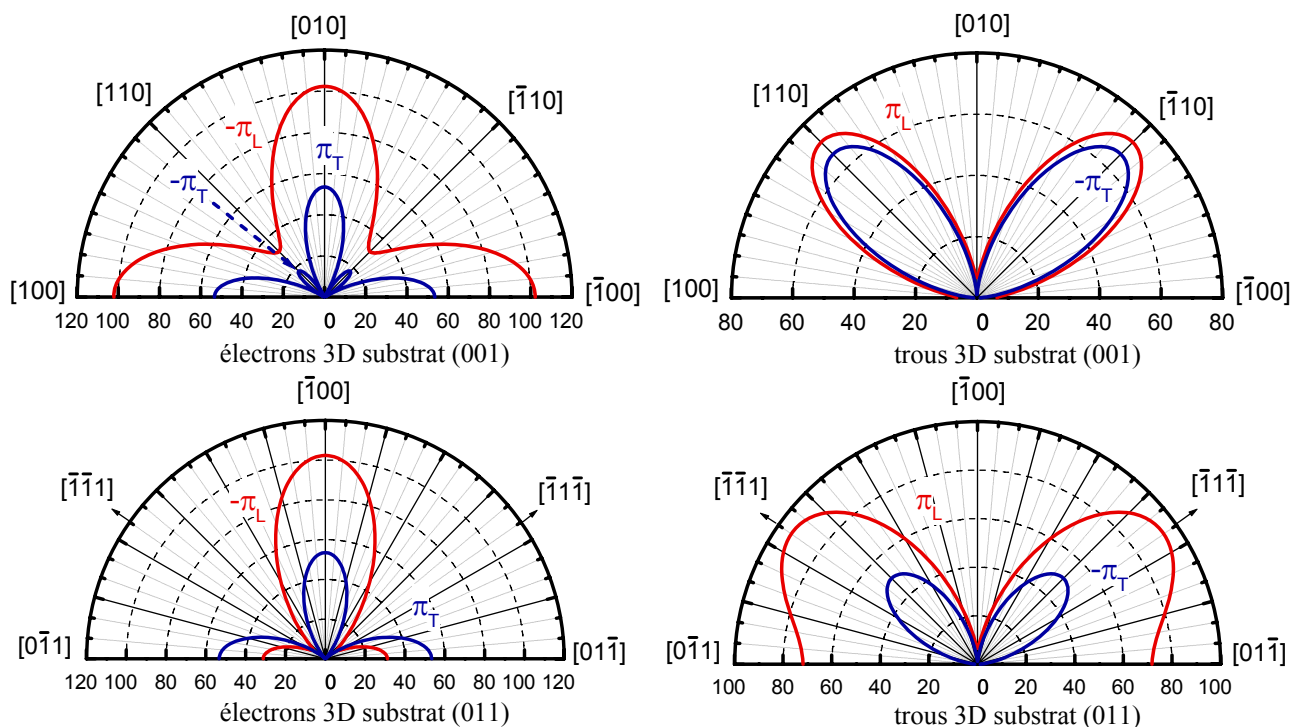 [010]
[110]
[1̄10]
-π_L
π_T
-π_T
[100]
[1̄00]
120 100 80 60 40 20 0 20 40 60 80 100 120
électrons 3D substrat (001)
[010]
[110]
[1̄10]
π_L
-π_T
[100]
[1̄00]
80 60 40 20 0 20 40 60 80
trous 3D substrat (001)
[1̄00]
[1̄1̄1]
[1̄11̄]
-π_L
π_T
[01̄1]
[011̄]
120 100 80 60 40 20 0 20 40 60 80 100 120
électrons 3D substrat (011)
[1̄00]
[1̄1̄1]
[1̄11̄]
π_L
-π_T
[01̄1]
[011̄]
100 80 60 40 20 0 20 40 60 80 100
trous 3D substrat (011)